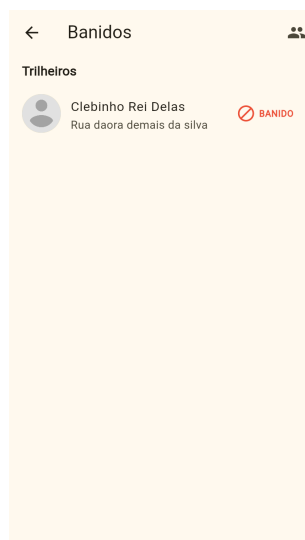 Banidos
Trilheiros
Clebinho Rei Delas
Rua daora demais da silva
BANIDO